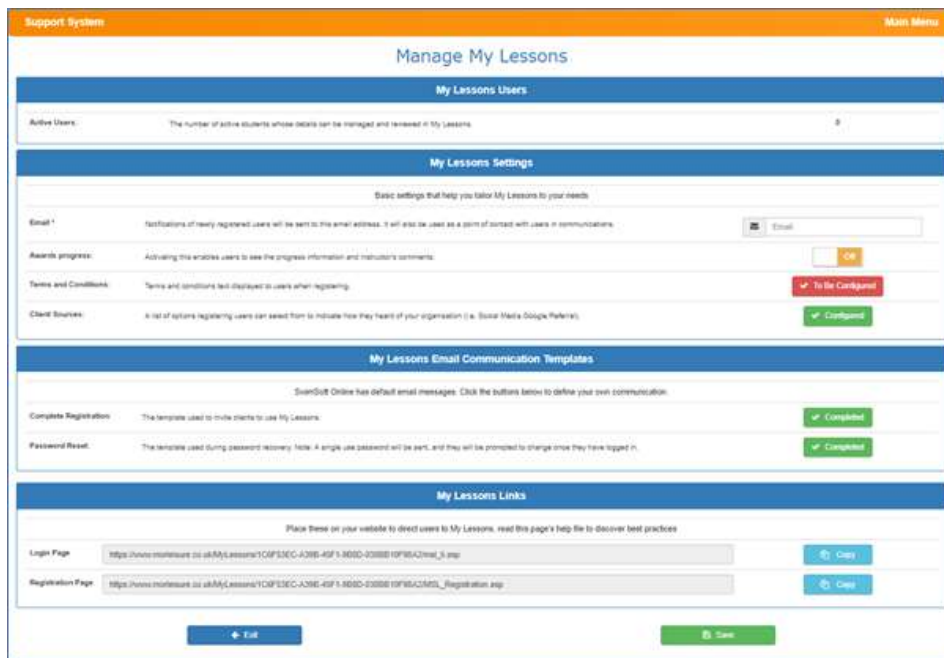 Support System
Main Menu
Manage My Lessons
My Lessons Users
Active Users:
The number of active students whose details can be managed and reviewed in My Lessons.
My Lessons Settings
Basic settings that help you tailor My Lessons to your needs
Email *
Notifications of newly registered users will be sent to this email address. It will also be used as a point of contact with users in communications.
Email
Awards progress:
Activating this enables users to see the progress information and instructor's comments.
Off
Terms and Conditions:
Terms and conditions text displayed to users when registering.
To Be Configured
Client Sources:
A list of options registering users can select from to indicate how they heard of your organisation (i.e. Social Media Google Referral).
Configured
My Lessons Email Communication Templates
SwimSoft Online has default email messages. Click the buttons below to define your own communication.
Complete Registration:
The template used to invite clients to use My Lessons.
Completed
Password Reset:
The template used during password recovery. Note: A single use password will be sent, and they will be prompted to change once they have logged in.
Completed
My Lessons Links
Place these on your website to direct users to My Lessons, read this page's help file to discover best practices
Login Page
Copy
Registration Page
Copy
Exit
Save